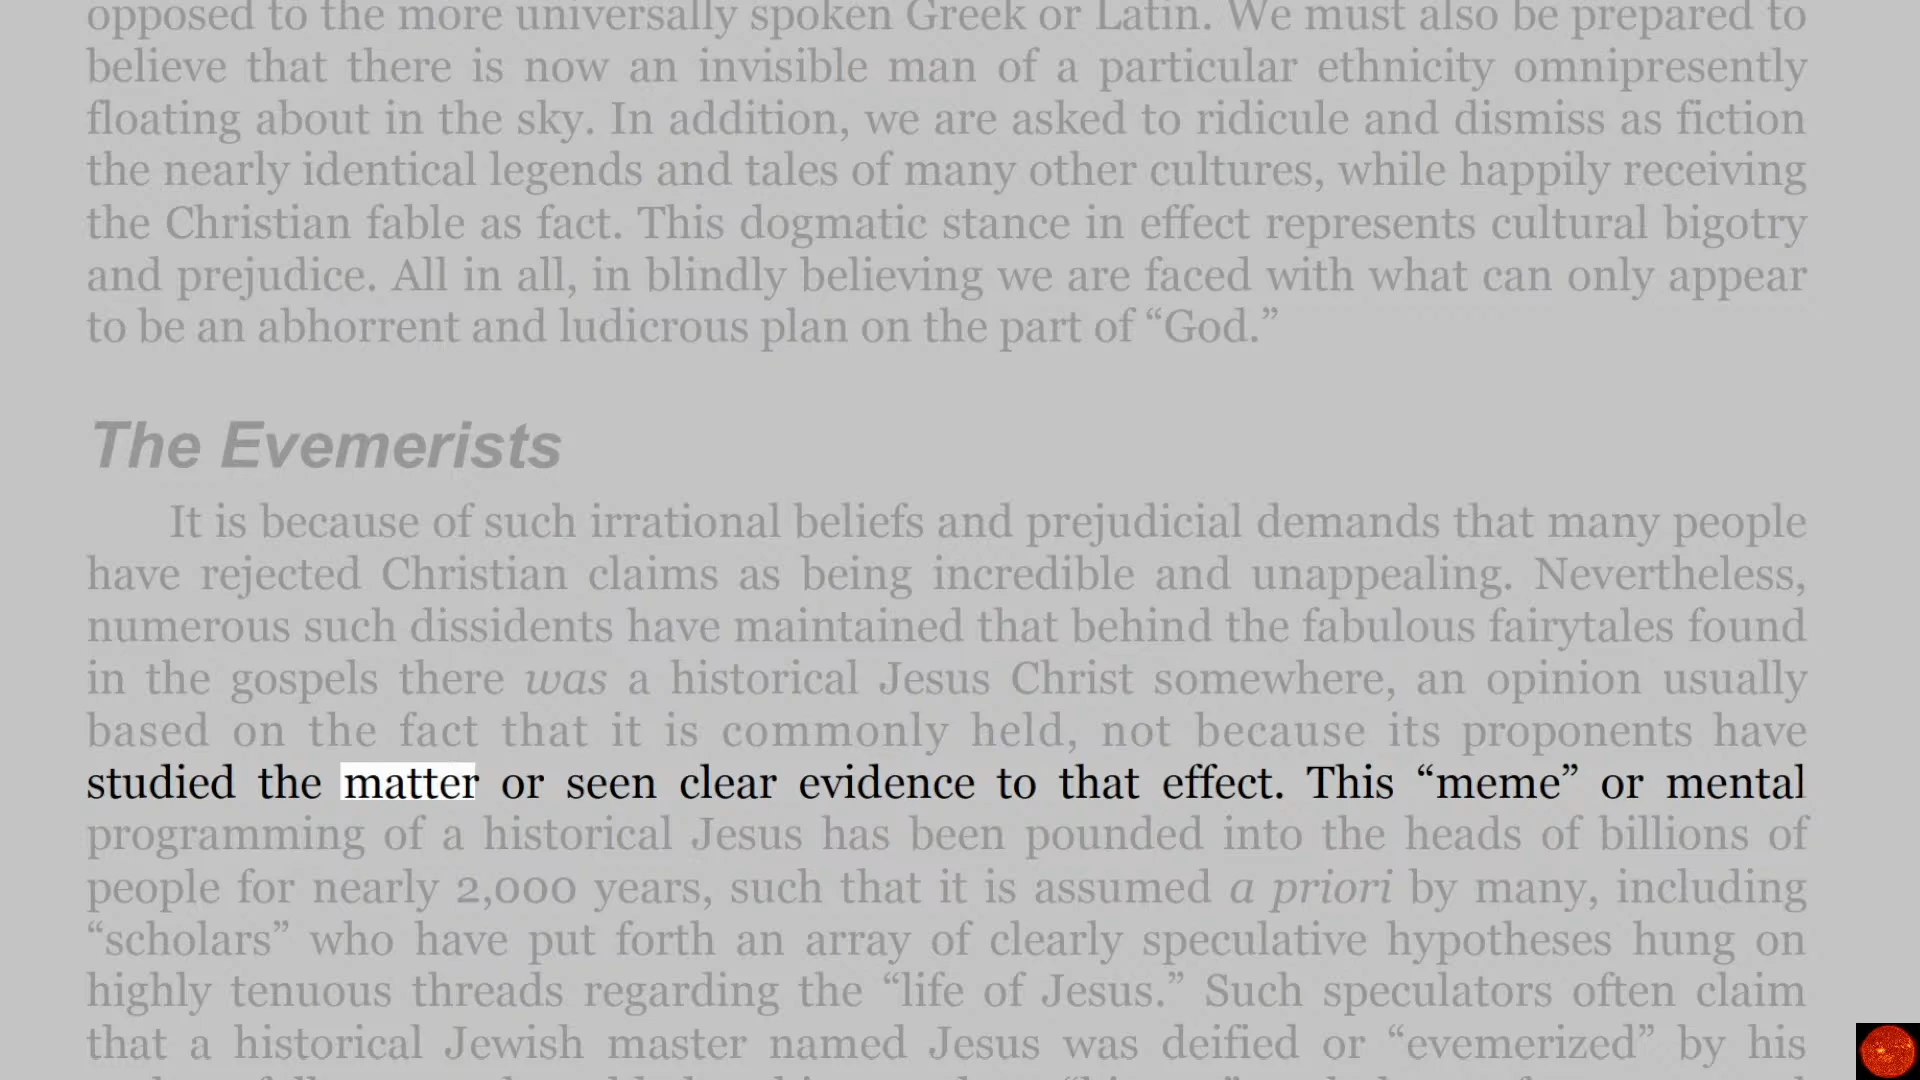 opposed to the more universally spoken Greek or Latin. We must also be prepared to
believe that there is now an invisible man of a particular ethnicity omnipresently
floating about in the sky. In addition, we are asked to ridicule and dismiss as fiction
the nearly identical legends and tales of many other cultures, while happily receiving
the Christian fable as fact. This dogmatic stance in effect represents cultural bigotry
and prejudice. All in all, in blindly believing we are faced with what can only appear
to be an abhorrent and ludicrous plan on the part of “God.”
The Evemerists
It is because of such irrational beliefs and prejudicial demands that many people
have rejected Christian claims as being incredible and unappealing. Nevertheless,
numerous such dissidents have maintained that behind the fabulous fairytales found
in the gospels there was a historical Jesus Christ somewhere, an opinion usually
based on the fact that it is commonly held, not because its proponents have
studied the matter or seen clear evidence to that effect. This “meme” or mental
programming of a historical Jesus has been pounded into the heads of billions of
people for nearly 2,000 years, such that it is assumed a priori by many, including
“scholars” who have put forth an array of clearly speculative hypotheses hung on
highly tenuous threads regarding the “life of Jesus.” Such speculators often claim
that a historical Jewish master named Jesus was deified or “evemerized” by his